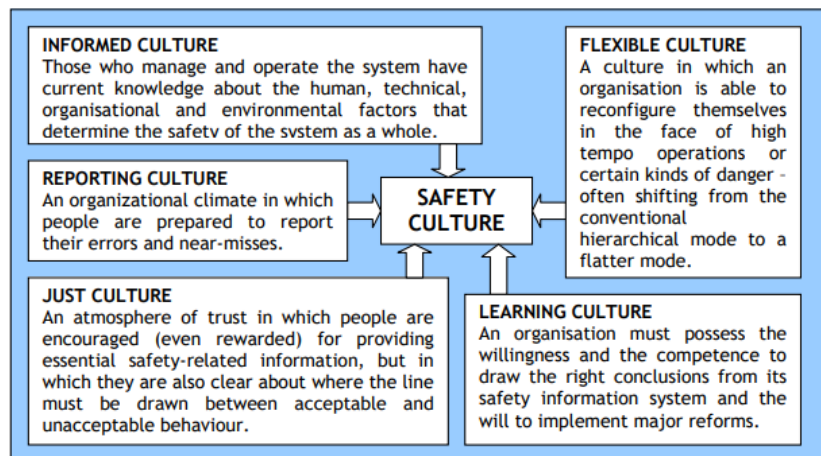 INFORMED CULTURE
Those who manage and operate the system have
current knowledge about the human, technical,
organisational and environmental factors that
determine the safety of the system as a whole.
FLEXIBLE CULTURE
A culture in which an
organisation is able to
reconfigure themselves
in the face of high
tempo operations or
certain kinds of danger –
often shifting from the
conventional
hierarchical mode to a
flatter mode.
REPORTING CULTURE
An organizational climate in which
people are prepared to report
their errors and near-misses.
SAFETY
CULTURE
JUST CULTURE
An atmosphere of trust in which people are
encouraged (even rewarded) for providing
essential safety-related information, but in
which they are also clear about where the line
must be drawn between acceptable and
unacceptable behaviour.
LEARNING CULTURE
An organisation must possess the
willingness and the competence to
draw the right conclusions from its
safety information system and the
will to implement major reforms.